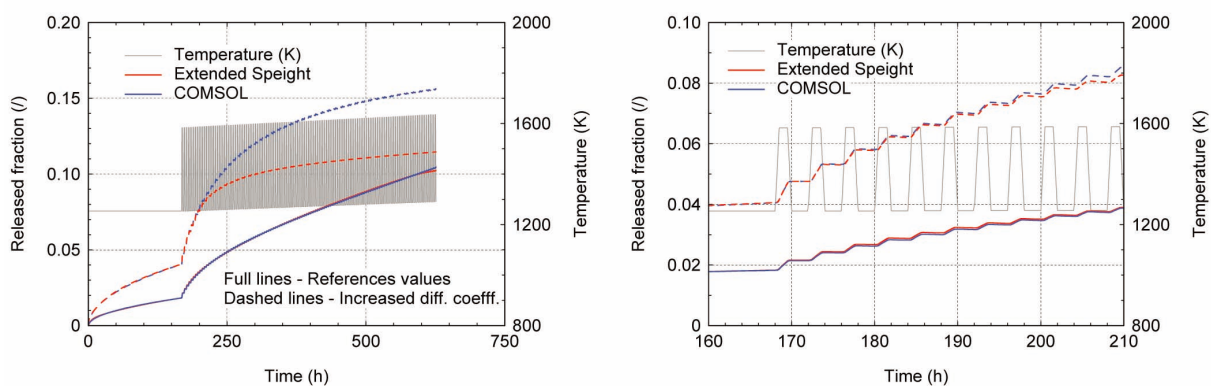 0.20
0.15
0.10
0.05
0
Released fraction (/)
Temperature (K)
Extended Speight
COMSOL
Full lines - References values
Dashed lines - Increased diff. coefff.
2000
1600
1200
800
Temperature (K)
0 250 500 750
Time (h)
0.10
0.08
0.06
0.04
0.02
0
Released fraction (/)
Temperature (K)
Extended Speight
COMSOL
2000
1600
1200
800
Temperature (K)
160 170 180 190 200 210
Time (h)